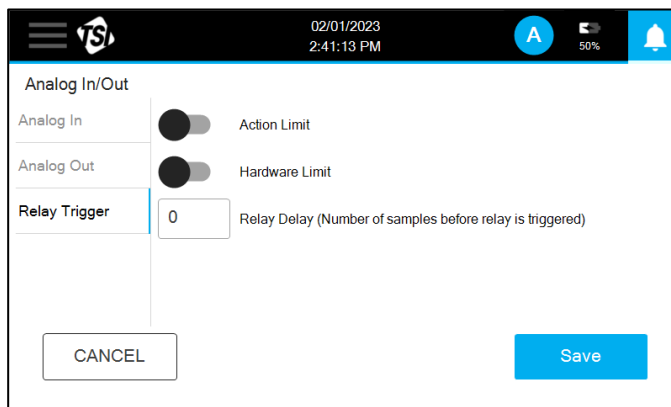 TSI
02/01/2023
2:41:13 PM
A
50%
Analog In/Out
Analog In
Action Limit
Analog Out
Hardware Limit
Relay Trigger
0
Relay Delay (Number of samples before relay is triggered)
CANCEL
Save